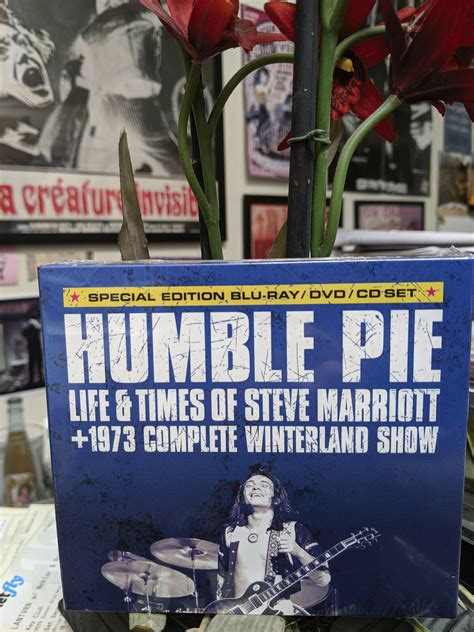 a créature invisib
★ SPECIAL EDITION BLU-RAY/DVD/CD SET ★
HUMBLE PIE
LIFE & TIMES OF STEVE MARRIOTT
+1973 COMPLETE WINTERLAND SHOW